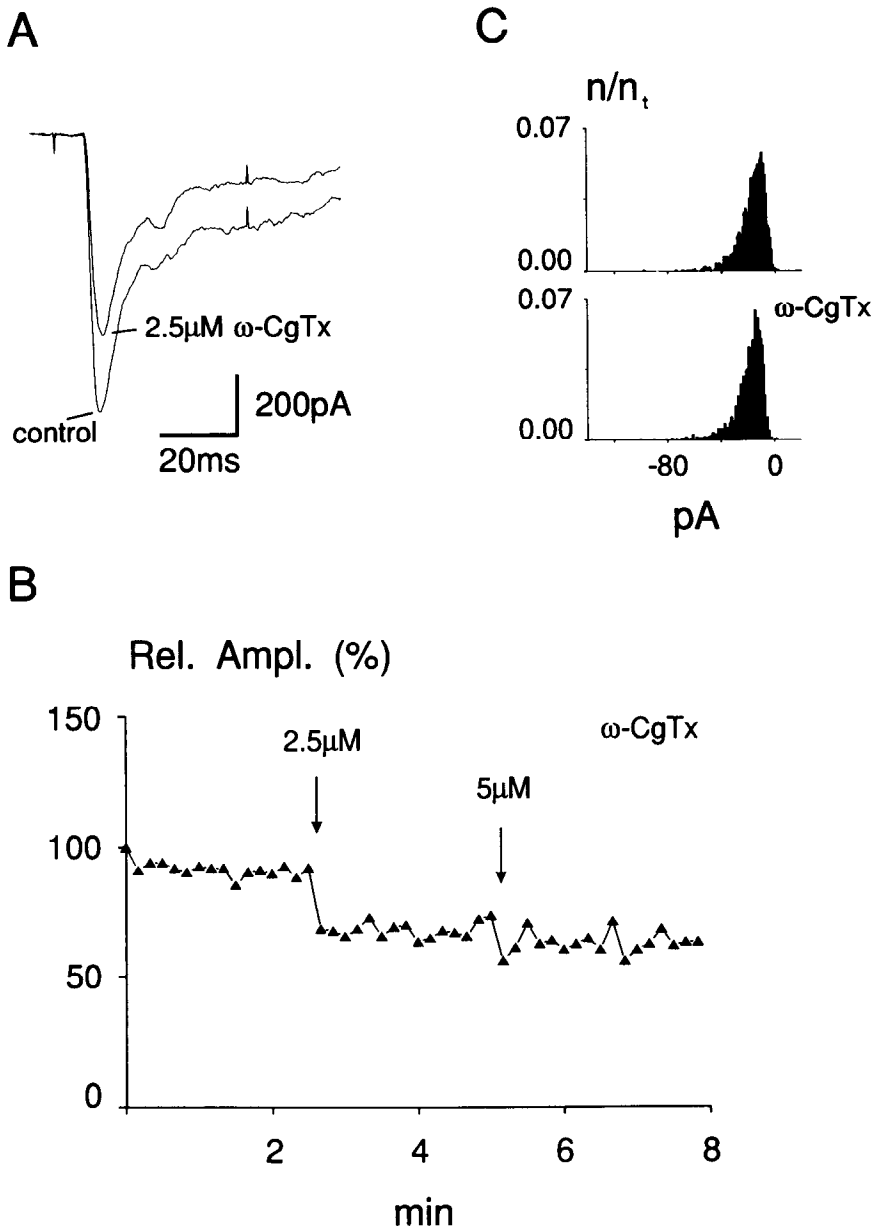 A
2.5μM ω-CgTx
control
200pA
20ms
C
n/nₜ
0.07
0.00
0.07
ω-CgTx
0.00
-80 0
pA
B
Rel. Ampl. (%)
150
2.5μM
ω-CgTx
5μM
100
50
0
2 4 6 8
min